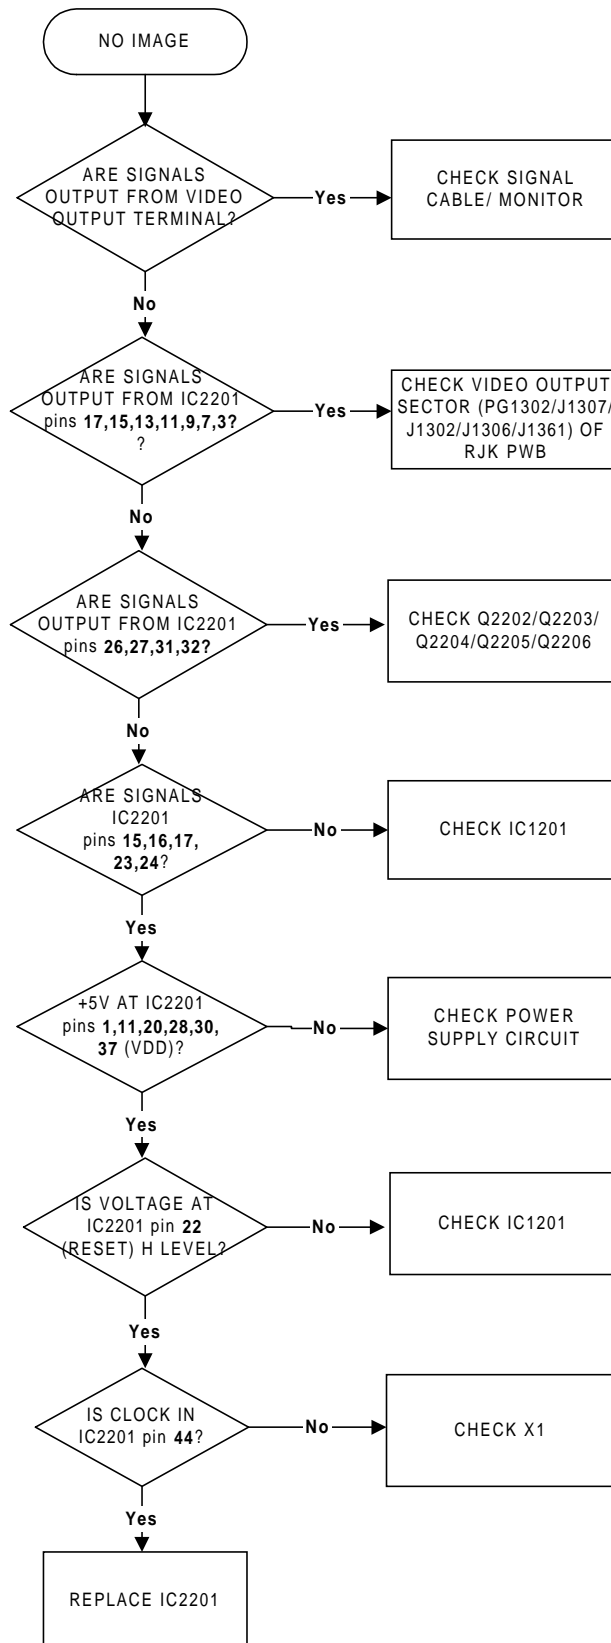 NO IMAGE
ARE SIGNALS
OUTPUT FROM VIDEO
OUTPUT TERMINAL?
Yes
CHECK SIGNAL
CABLE/ MONITOR
No
ARE SIGNALS
OUTPUT FROM IC2201
pins 17,15,13,11,9,7,3?
?
Yes
CHECK VIDEO OUTPUT
SECTOR (PG1302/J1307/
J1302/J1306/J1361) OF
RJK PWB
No
ARE SIGNALS
OUTPUT FROM IC2201
pins 26,27,31,32?
Yes
CHECK Q2202/Q2203/
Q2204/Q2205/Q2206
No
ARE SIGNALS
IC2201
pins 15,16,17,
23,24?
No
CHECK IC1201
Yes
+5V AT IC2201
pins 1,11,20,28,30,
37 (VDD)?
No
CHECK POWER
SUPPLY CIRCUIT
Yes
IS VOLTAGE AT
IC2201 pin 22
(RESET) H LEVEL?
No
CHECK IC1201
Yes
IS CLOCK IN
IC2201 pin 44?
No
CHECK X1
Yes
REPLACE IC2201